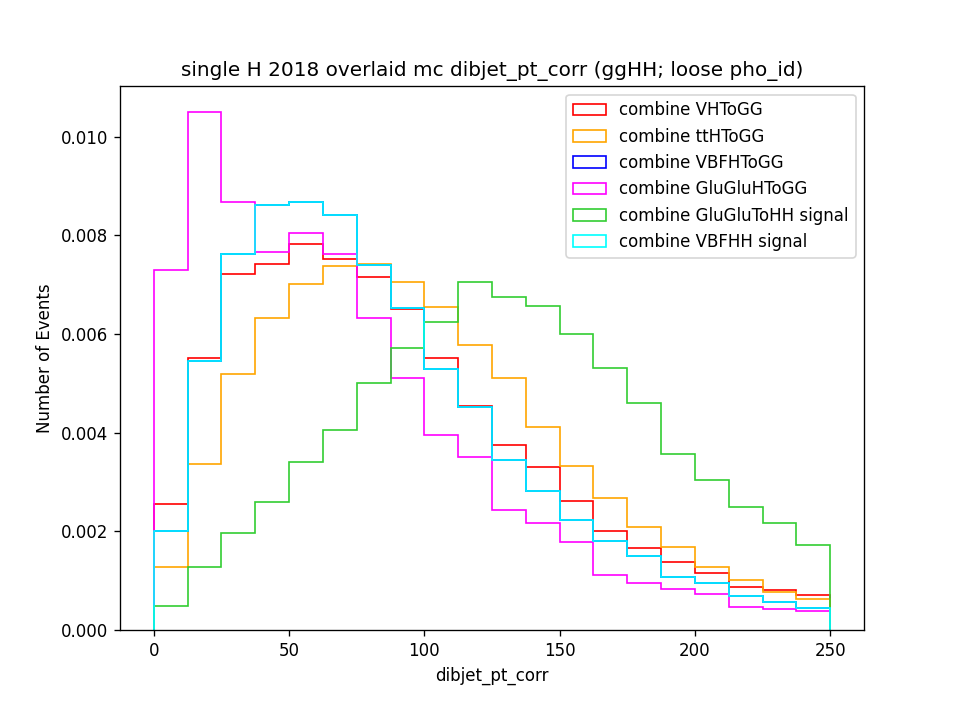 single H 2018 overlaid mc dibjet_pt_corr (ggHH; loose pho_id)
combine VHToGG
combine ttHToGG
combine VBFHToGG
combine GluGluHToGG
combine GluGluToHH signal
combine VBFHH signal
Number of Events
0.010
0.008
0.006
0.004
0.002
0.000
0 50 100 150 200 250
dibjet_pt_corr